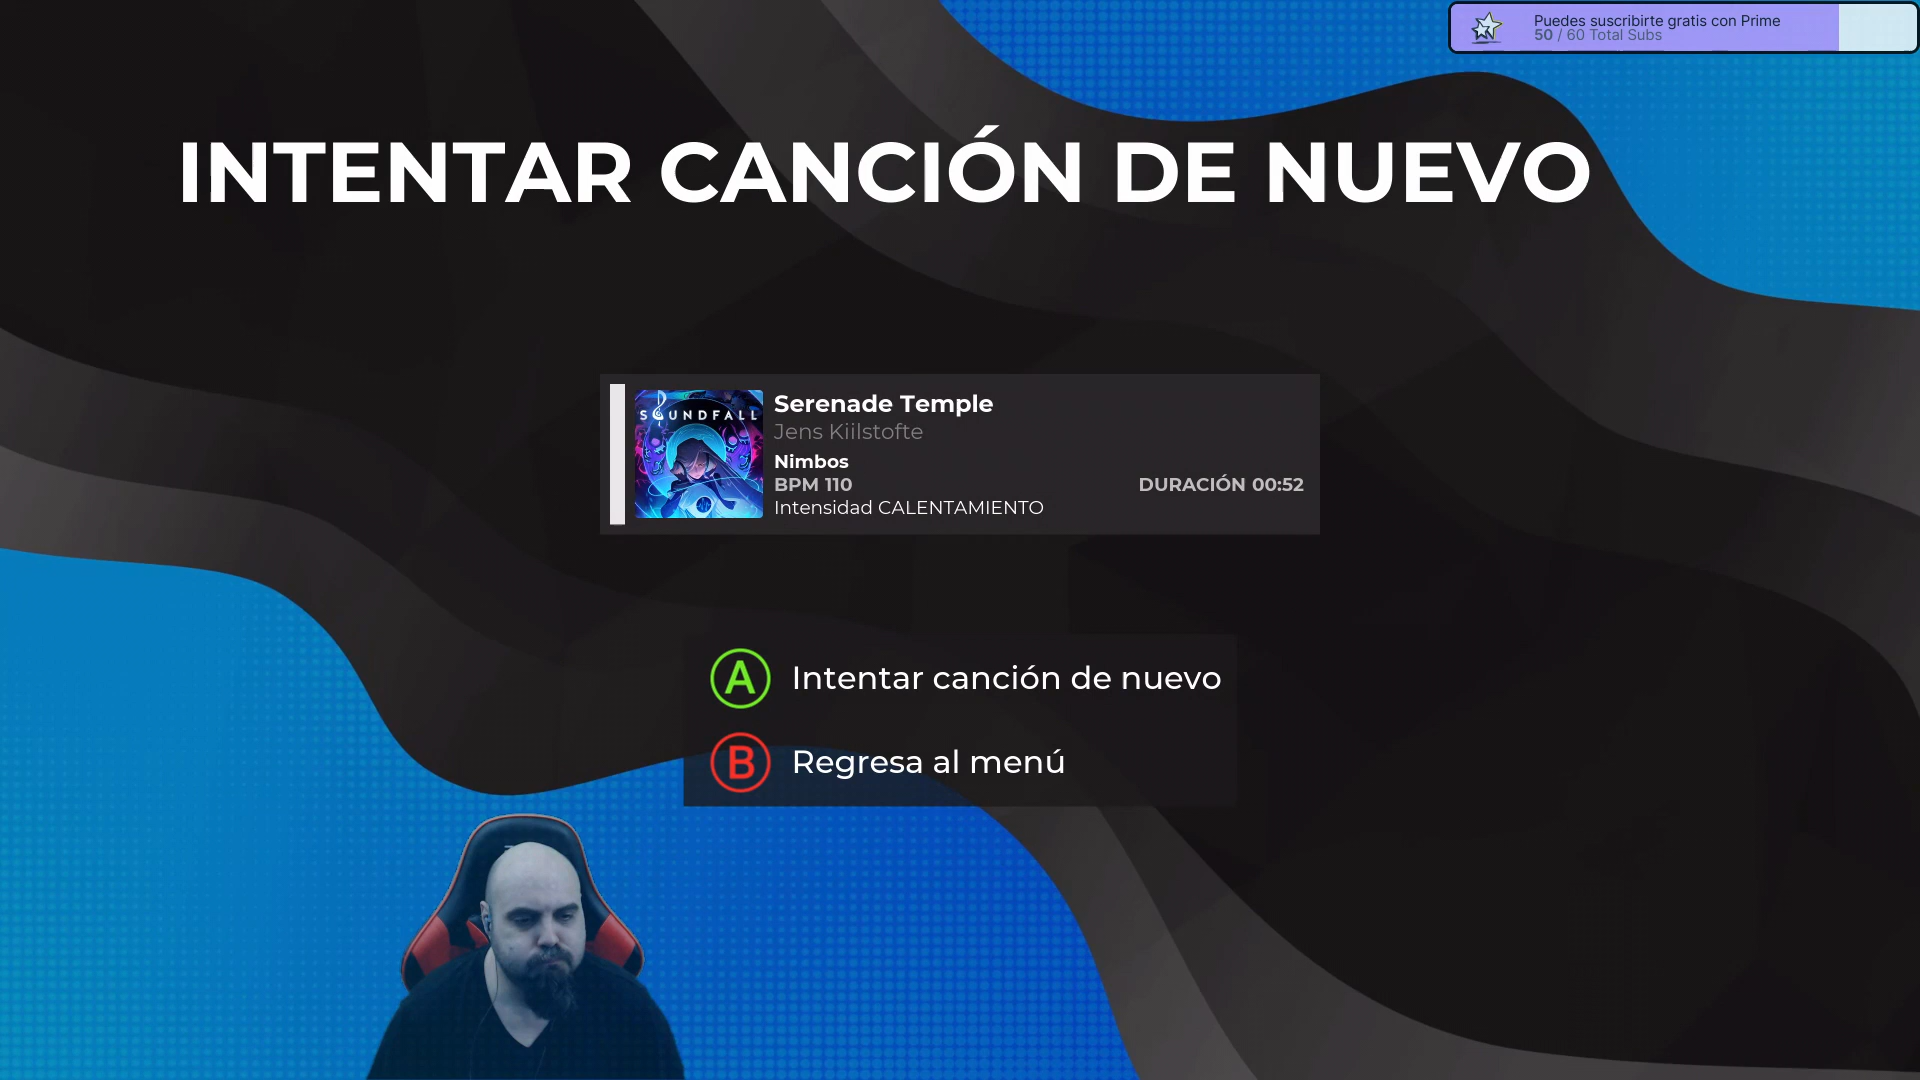 Puedes suscribirte gratis con Prime
50 / 60 Total Subs
INTENTAR CANCIÓN DE NUEVO
SOUNDFALL
Serenade Temple
Jens Kiilstofte
Nimbos
BPM 110
DURACIÓN 00:52
Intensidad CALENTAMIENTO
A Intentar canción de nuevo
B Regresa al menú